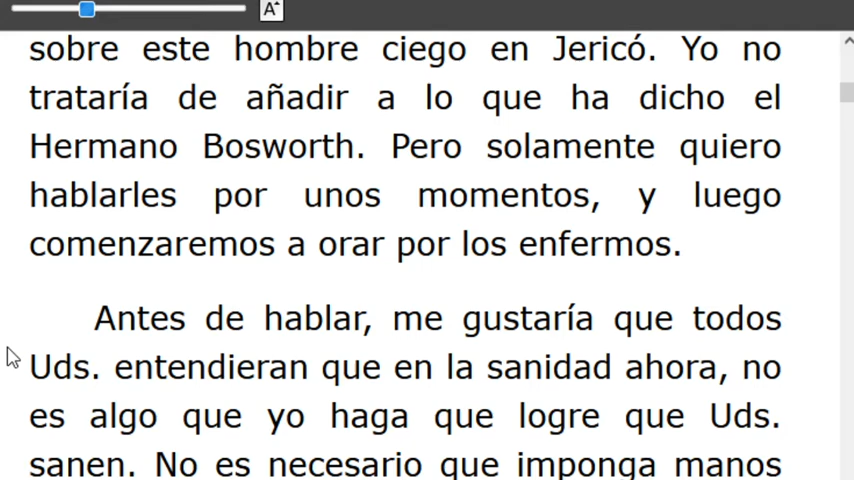 A
sobre este hombre ciego en Jericó. Yo no
trataría de añadir a lo que ha dicho el
Hermano Bosworth. Pero solamente quiero
hablarles por unos momentos, y luego
comenzaremos a orar por los enfermos.
Antes de hablar, me gustaría que todos
Uds. entendieran que en la sanidad ahora, no
es algo que yo haga que logre que Uds.
sanen. No es necesario que imponga manos